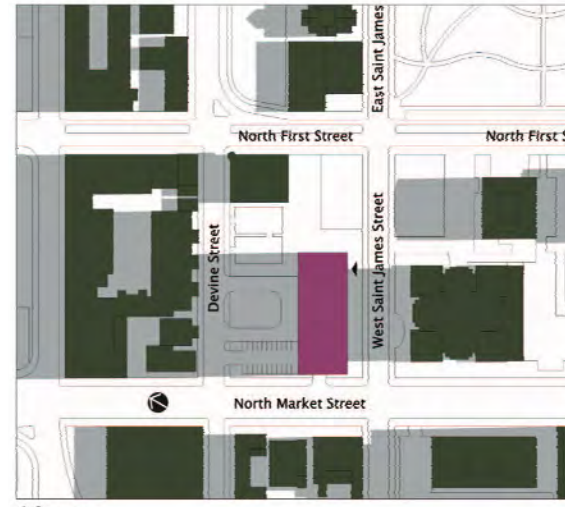 East Saint James
North First Street
North First S
Devine Street
West Saint James Street
North Market Street